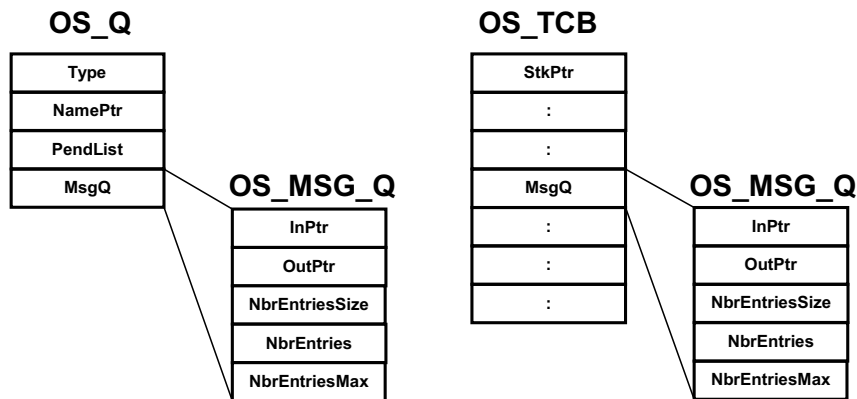 OS_Q
Type
NamePtr
PendList
MsgQ
OS_MSG_Q
InPtr
OutPtr
NbrEntriesSize
NbrEntries
NbrEntriesMax
OS_TCB
StkPtr
:
:
MsgQ
:
:
:
OS_MSG_Q
InPtr
OutPtr
NbrEntriesSize
NbrEntries
NbrEntriesMax